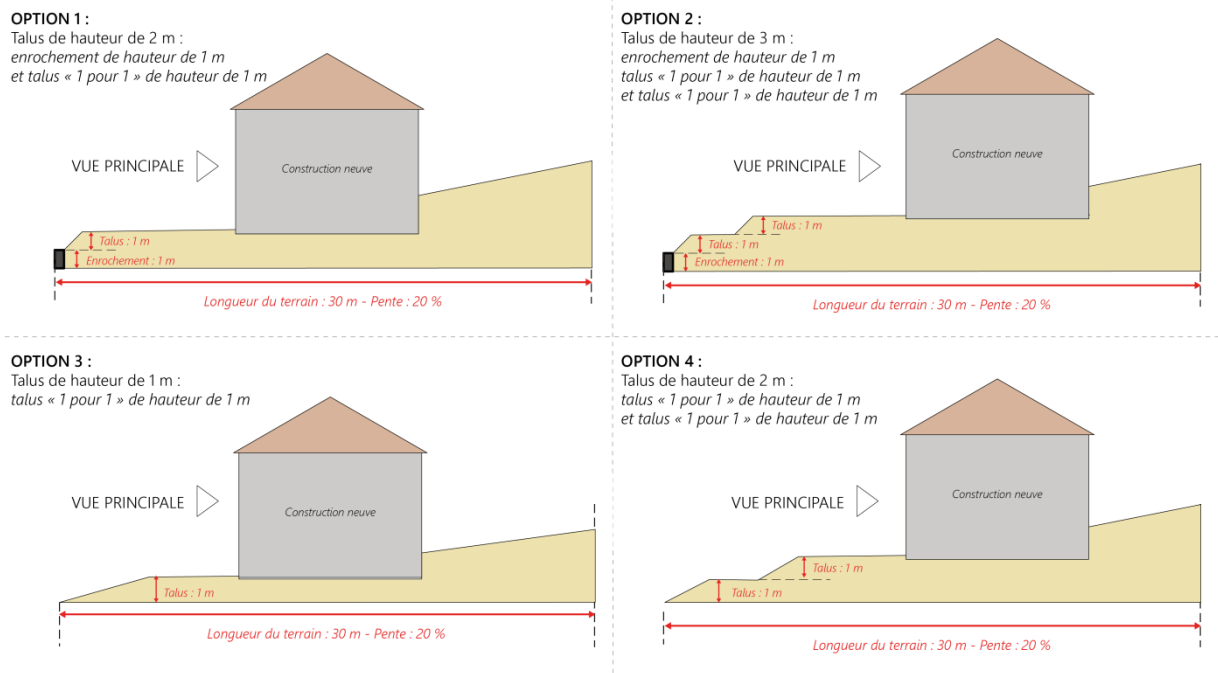 OPTION 1 :
Talus de hauteur de 2 m :
enrochement de hauteur de 1 m
et talus « 1 pour 1 » de hauteur de 1 m
VUE PRINCIPALE
Construction neuve
Talus : 1 m
Enrochement : 1 m
Longueur du terrain : 30 m - Pente : 20 %
OPTION 2 :
Talus de hauteur de 3 m :
enrochement de hauteur de 1 m
talus « 1 pour 1 » de hauteur de 1 m
et talus « 1 pour 1 » de hauteur de 1 m
VUE PRINCIPALE
Construction neuve
Talus : 1 m
Talus : 1 m
Enrochement : 1 m
Longueur du terrain : 30 m - Pente : 20 %
OPTION 3 :
Talus de hauteur de 1 m :
talus « 1 pour 1 » de hauteur de 1 m
VUE PRINCIPALE
Construction neuve
Talus : 1 m
Longueur du terrain : 30 m - Pente : 20 %
OPTION 4 :
Talus de hauteur de 2 m :
talus « 1 pour 1 » de hauteur de 1 m
et talus « 1 pour 1 » de hauteur de 1 m
VUE PRINCIPALE
Construction neuve
Talus : 1 m
Talus : 1 m
Longueur du terrain : 30 m - Pente : 20 %